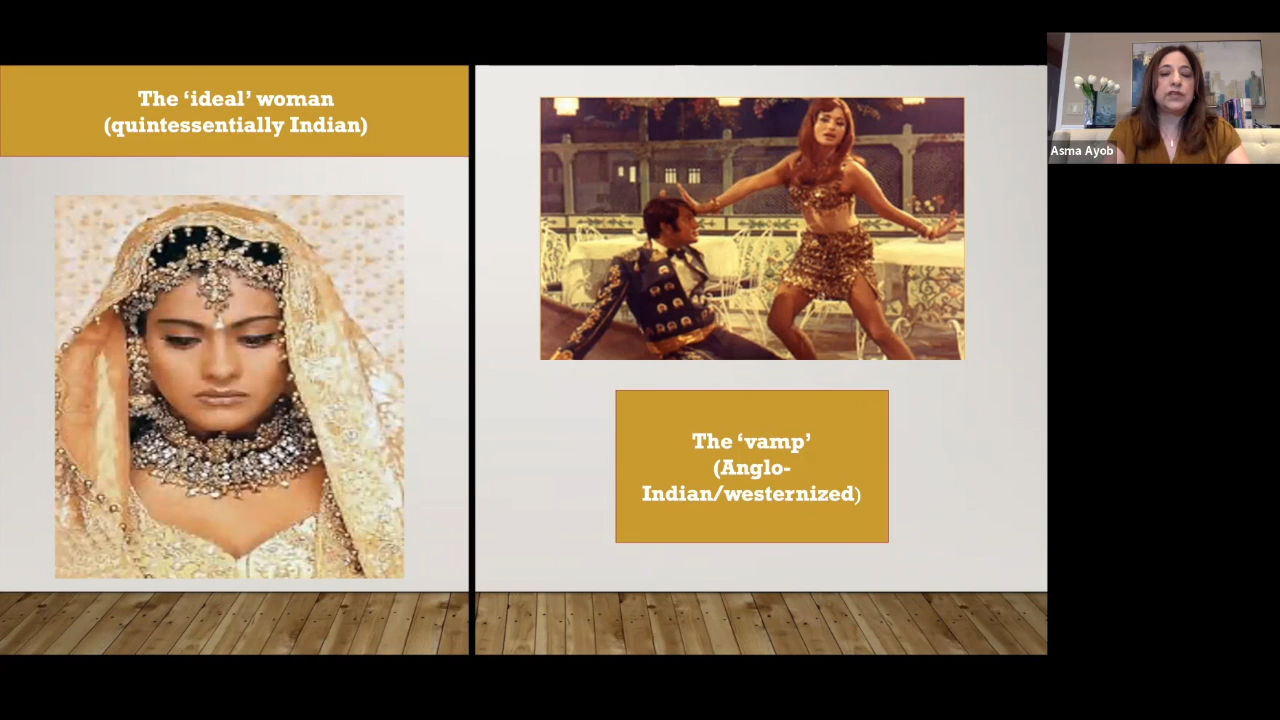 The ‘ideal’ woman
(quintessentially Indian)
The ‘vamp’
(Anglo-
Indian/westernized)
Asma Ayob